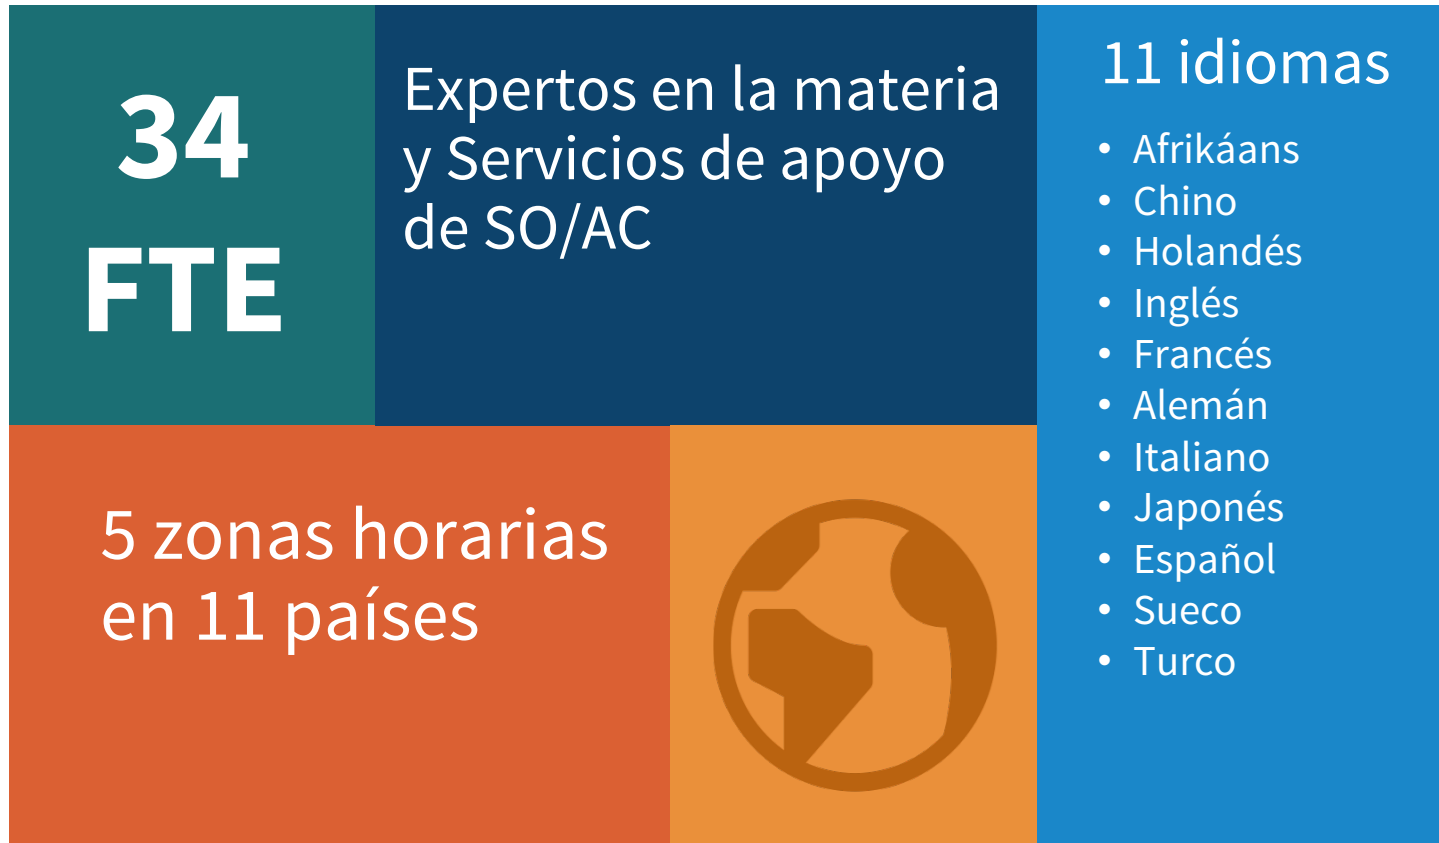 34
FTE
Expertos en la materia
y Servicios de apoyo
de SO/AC
5 zonas horarias
en 11 países
11 idiomas
• Afrikáans
• Chino
• Holandés
• Inglés
• Francés
• Alemán
• Italiano
• Japonés
• Español
• Sueco
• Turco